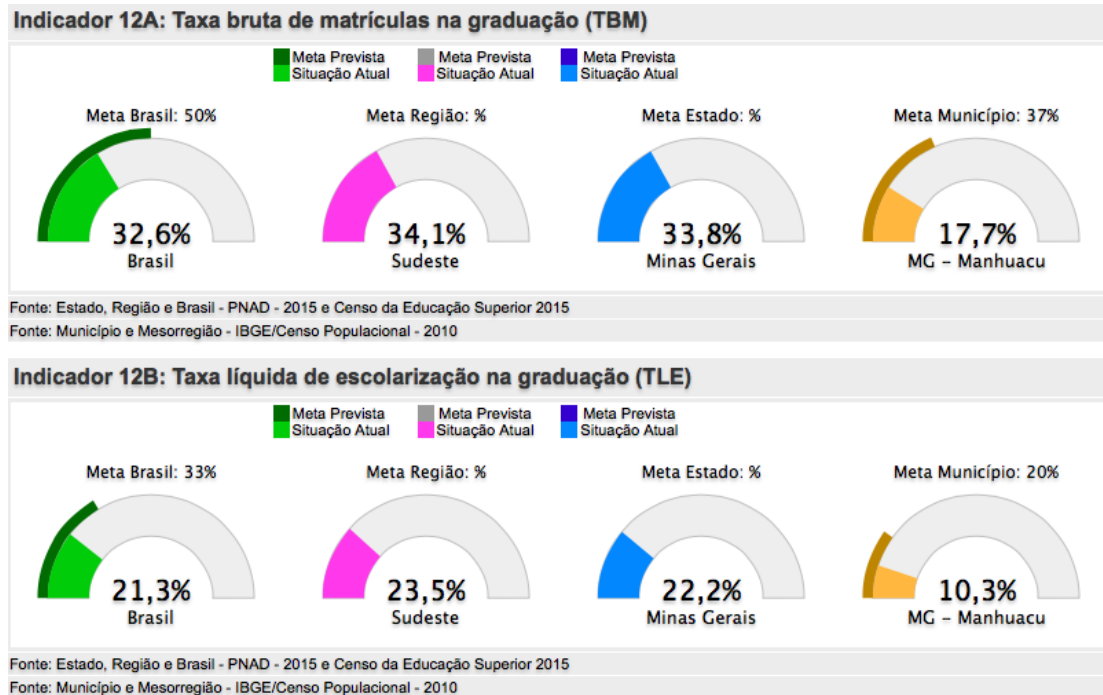 Indicador 12A: Taxa bruta de matrículas na graduação (TBM)
Meta Prevista Meta Prevista Meta Prevista
Situação Atual Situação Atual Situação Atual
Meta Brasil: 50% Meta Região: % Meta Estado: % Meta Município: 37%
32,6% 34,1% 33,8% 17,7%
Brasil Sudeste Minas Gerais MG - Manhuacu
Fonte: Estado, Região e Brasil - PNAD - 2015 e Censo da Educação Superior 2015
Fonte: Município e Mesorregião - IBGE/Censo Populacional - 2010
Indicador 12B: Taxa líquida de escolarização na graduação (TLE)
Meta Prevista Meta Prevista Meta Prevista
Situação Atual Situação Atual Situação Atual
Meta Brasil: 33% Meta Região: % Meta Estado: % Meta Município: 20%
21,3% 23,5% 22,2% 10,3%
Brasil Sudeste Minas Gerais MG - Manhuacu
Fonte: Estado, Região e Brasil - PNAD - 2015 e Censo da Educação Superior 2015
Fonte: Município e Mesorregião - IBGE/Censo Populacional - 2010